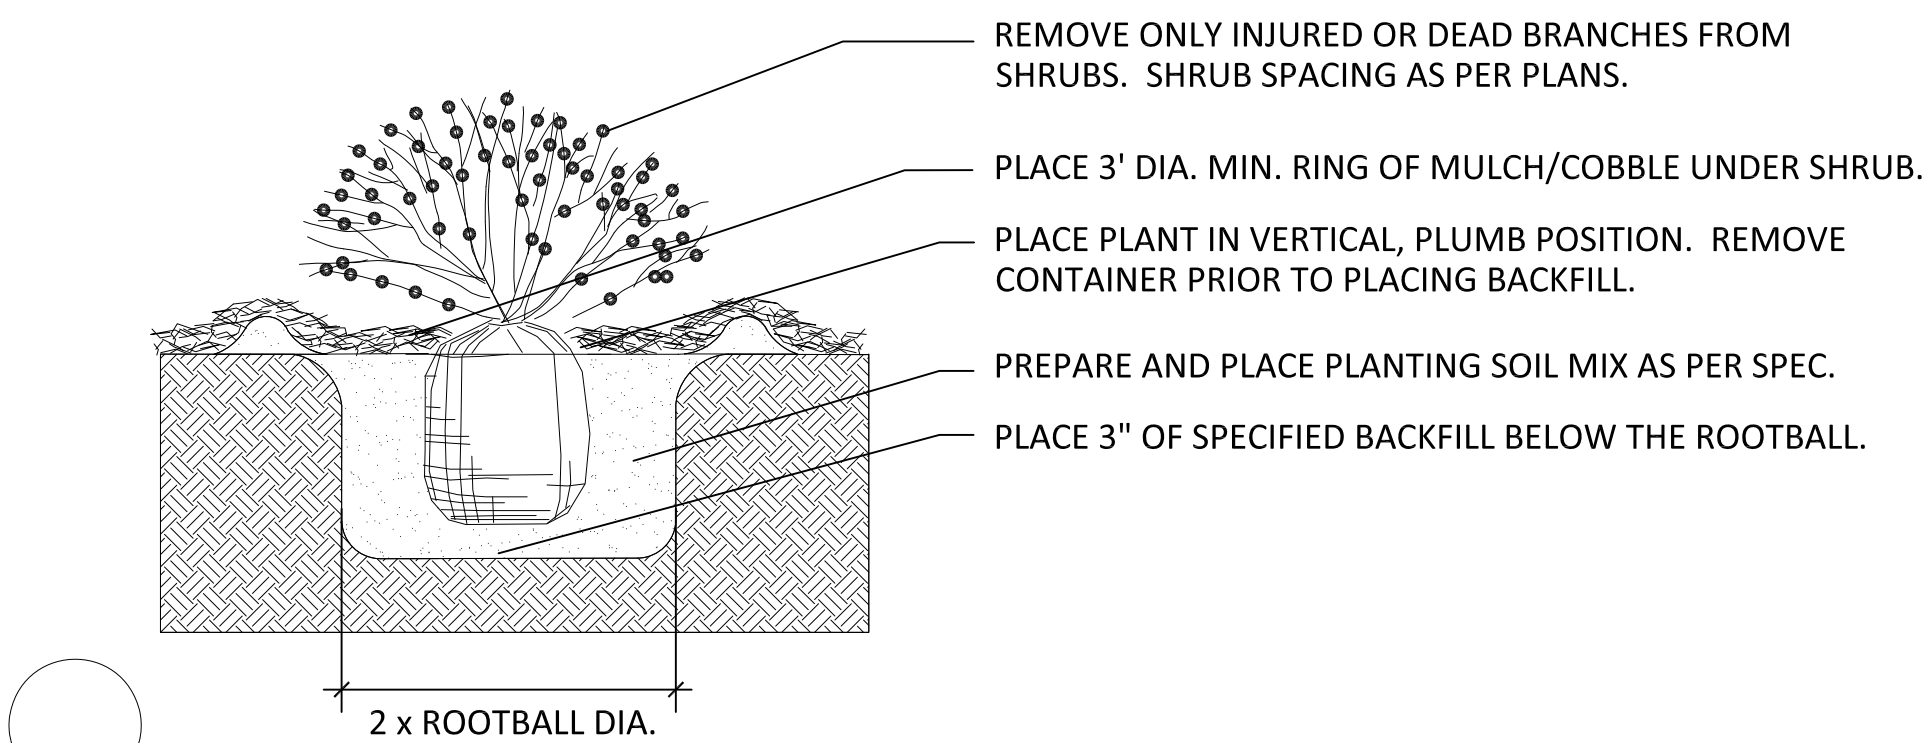 REMOVE ONLY INJURED OR DEAD BRANCHES FROM
SHRUBS.  SHRUB SPACING AS PER PLANS.
PLACE 3' DIA. MIN. RING OF MULCH/COBBLE UNDER SHRUB.
PLACE PLANT IN VERTICAL, PLUMB POSITION.  REMOVE
CONTAINER PRIOR TO PLACING BACKFILL.
PREPARE AND PLACE PLANTING SOIL MIX AS PER SPEC.
PLACE 3" OF SPECIFIED BACKFILL BELOW THE ROOTBALL.
2 x ROOTBALL DIA.